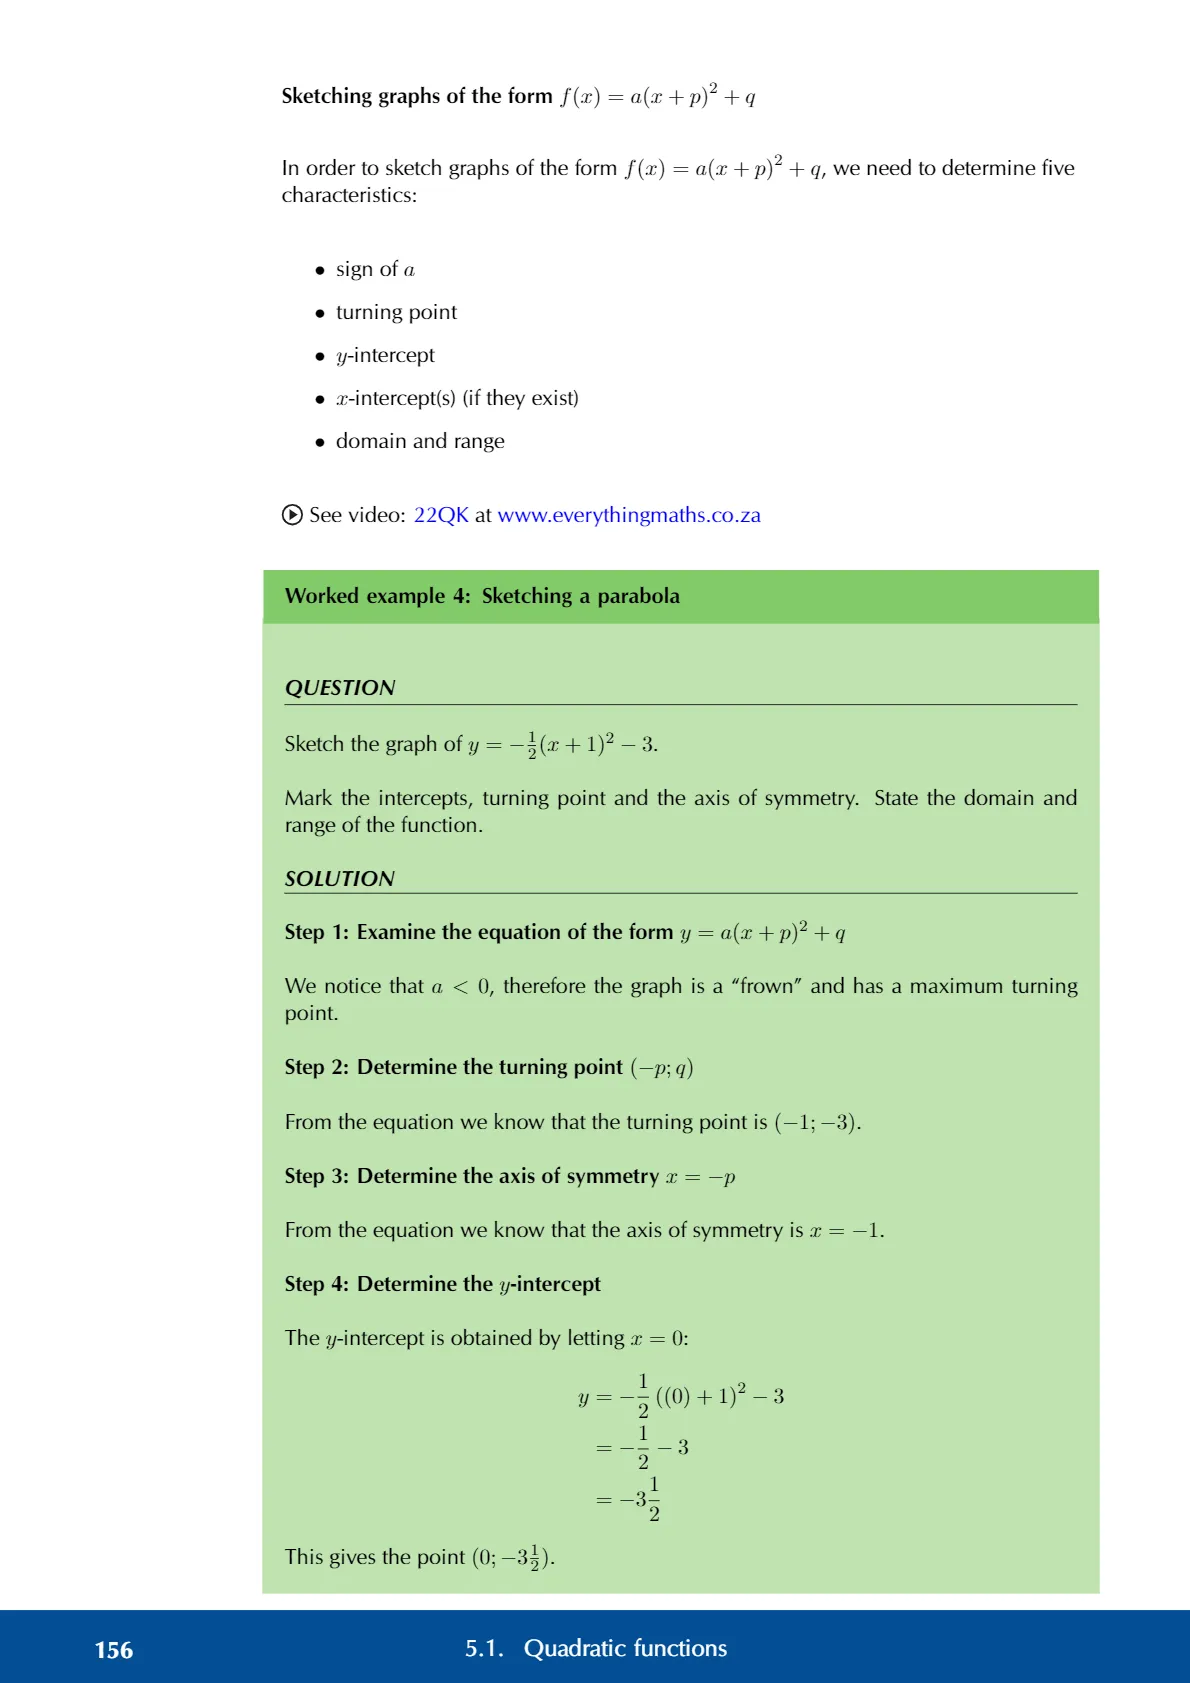 Sketching graphs of the form f(x) = a(x + p)² + q
In order to sketch graphs of the form f(x) = a(x + p)² + q, we need to determine five
characteristics:
• sign of a
• turning point
• y-intercept
• x-intercept(s) (if they exist)
• domain and range
See video: 22QK at www.everythingmaths.co.za
Worked example 4: Sketching a parabola
QUESTION
Sketch the graph of y = −½(x + 1)² − 3.
Mark the intercepts, turning point and the axis of symmetry. State the domain and
range of the function.
SOLUTION
Step 1: Examine the equation of the form y = a(x + p)² + q
We notice that a < 0, therefore the graph is a “frown” and has a maximum turning
point.
Step 2: Determine the turning point (−p; q)
From the equation we know that the turning point is (−1; −3).
Step 3: Determine the axis of symmetry x = −p
From the equation we know that the axis of symmetry is x = −1.
Step 4: Determine the y-intercept
The y-intercept is obtained by letting x = 0:
y = −1/2 ((0) + 1)² − 3
= −1/2 − 3
= −3 1/2
This gives the point (0; −3½).
156 5.1. Quadratic functions